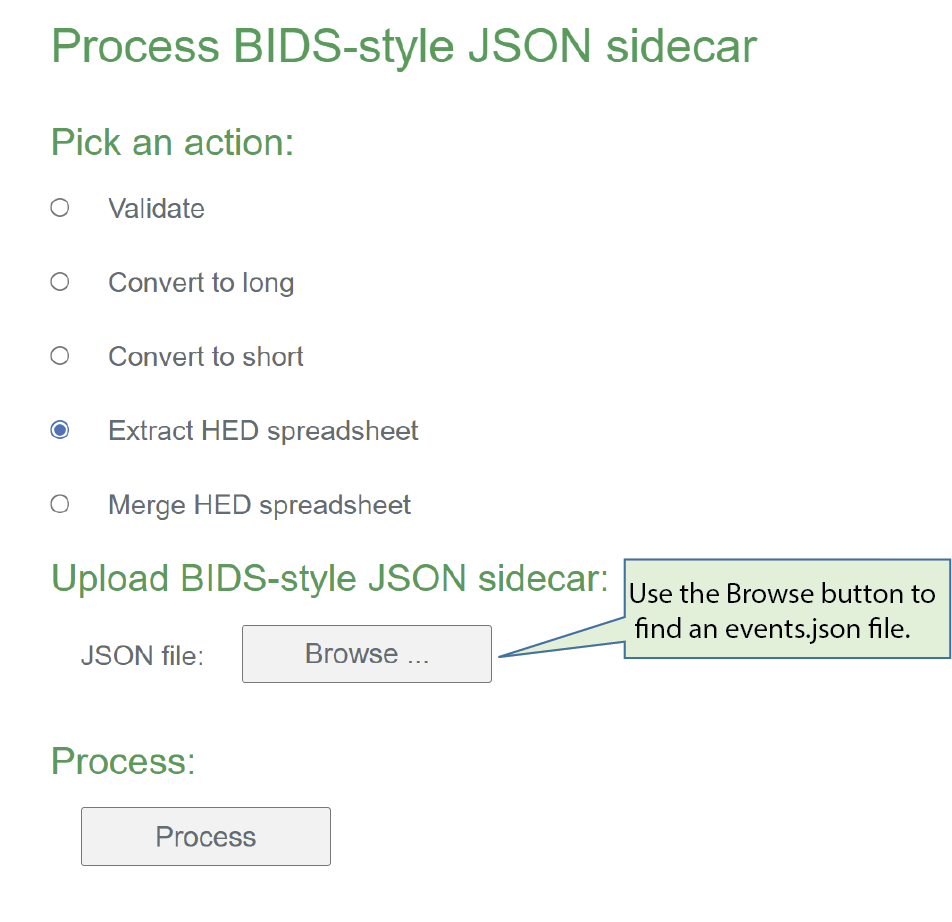 Process BIDS-style JSON sidecar
Pick an action:
Validate
Convert to long
Convert to short
Extract HED spreadsheet
Merge HED spreadsheet
Upload BIDS-style JSON sidecar:
Use the Browse button to
find an events.json file.
JSON file:
Browse ...
Process:
Process